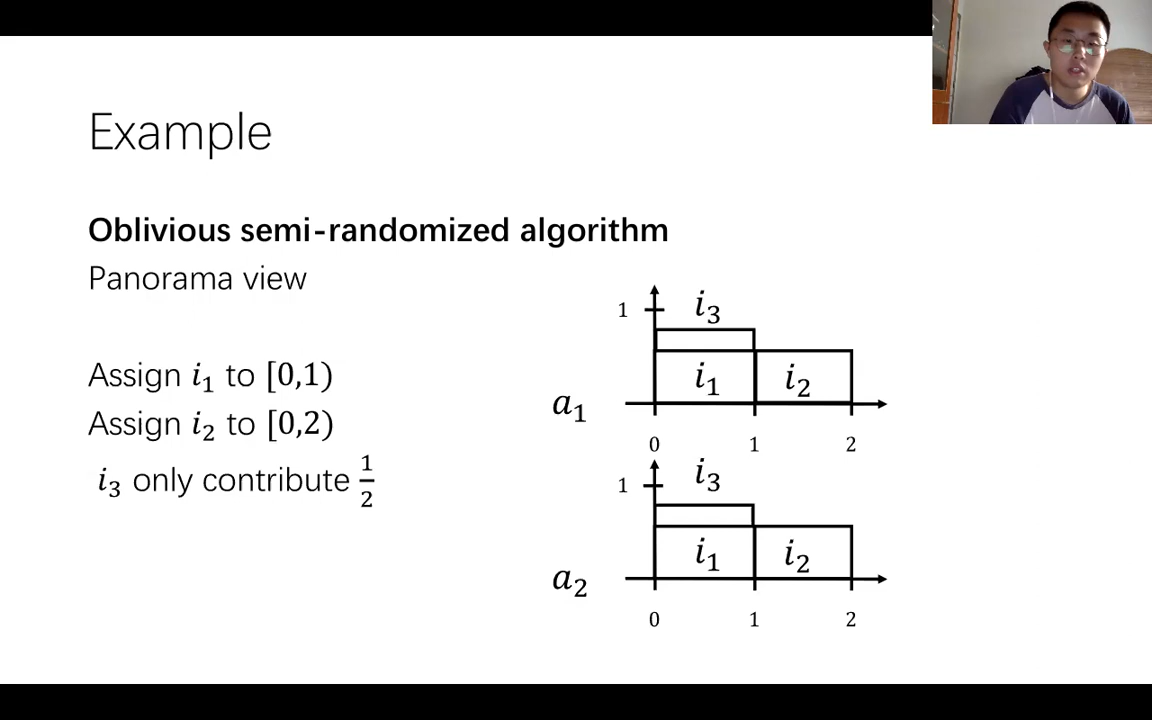 Example
Oblivious semi-randomized algorithm
Panorama view
Assign i₁ to [0,1)
Assign i₂ to [0,2)
i₃ only contribute 1/2
1
i₃
i₁
i₂
a₁
0
1
2
1
i₃
i₁
i₂
a₂
0
1
2